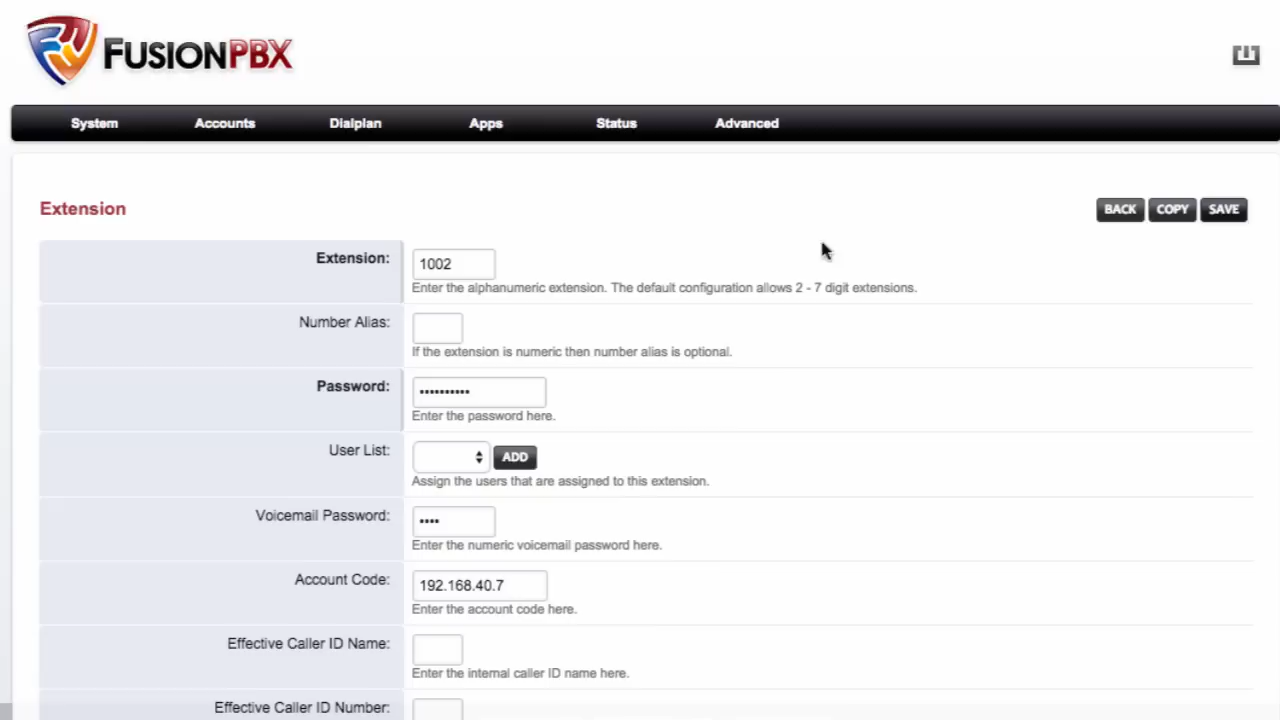 FUSIONPBX
System Accounts Dialplan Apps Status Advanced
Extension
BACK COPY SAVE
Extension: 1002
Enter the alphanumeric extension. The default configuration allows 2 - 7 digit extensions.
Number Alias:
If the extension is numeric then number alias is optional.
Password: ••••••••••
Enter the password here.
User List: ADD
Assign the users that are assigned to this extension.
Voicemail Password: ••••
Enter the numeric voicemail password here.
Account Code: 192.168.40.7
Enter the account code here.
Effective Caller ID Name:
Enter the internal caller ID name here.
Effective Caller ID Number: